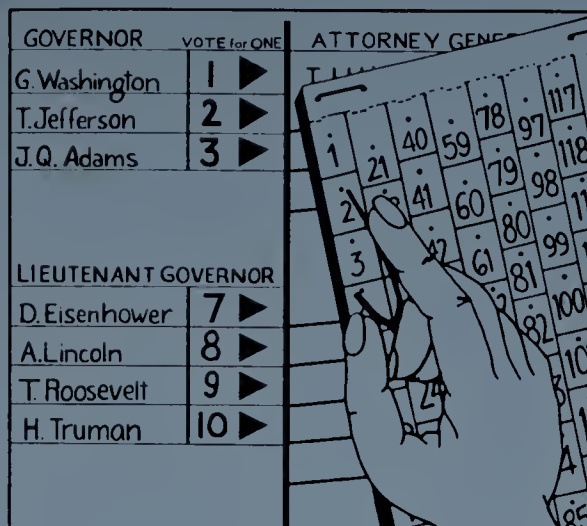 GOVERNOR VOTE for ONE
G. Washington 1
T. Jefferson 2
J.Q. Adams 3
LIEUTENANT GOVERNOR
D. Eisenhower 7
A. Lincoln 8
T. Roosevelt 9
H. Truman 10
ATTORNEY
1 21 40 59 78 97 117
2 41 60 79 98 118
3 42 61 80 99
81 100
82
24